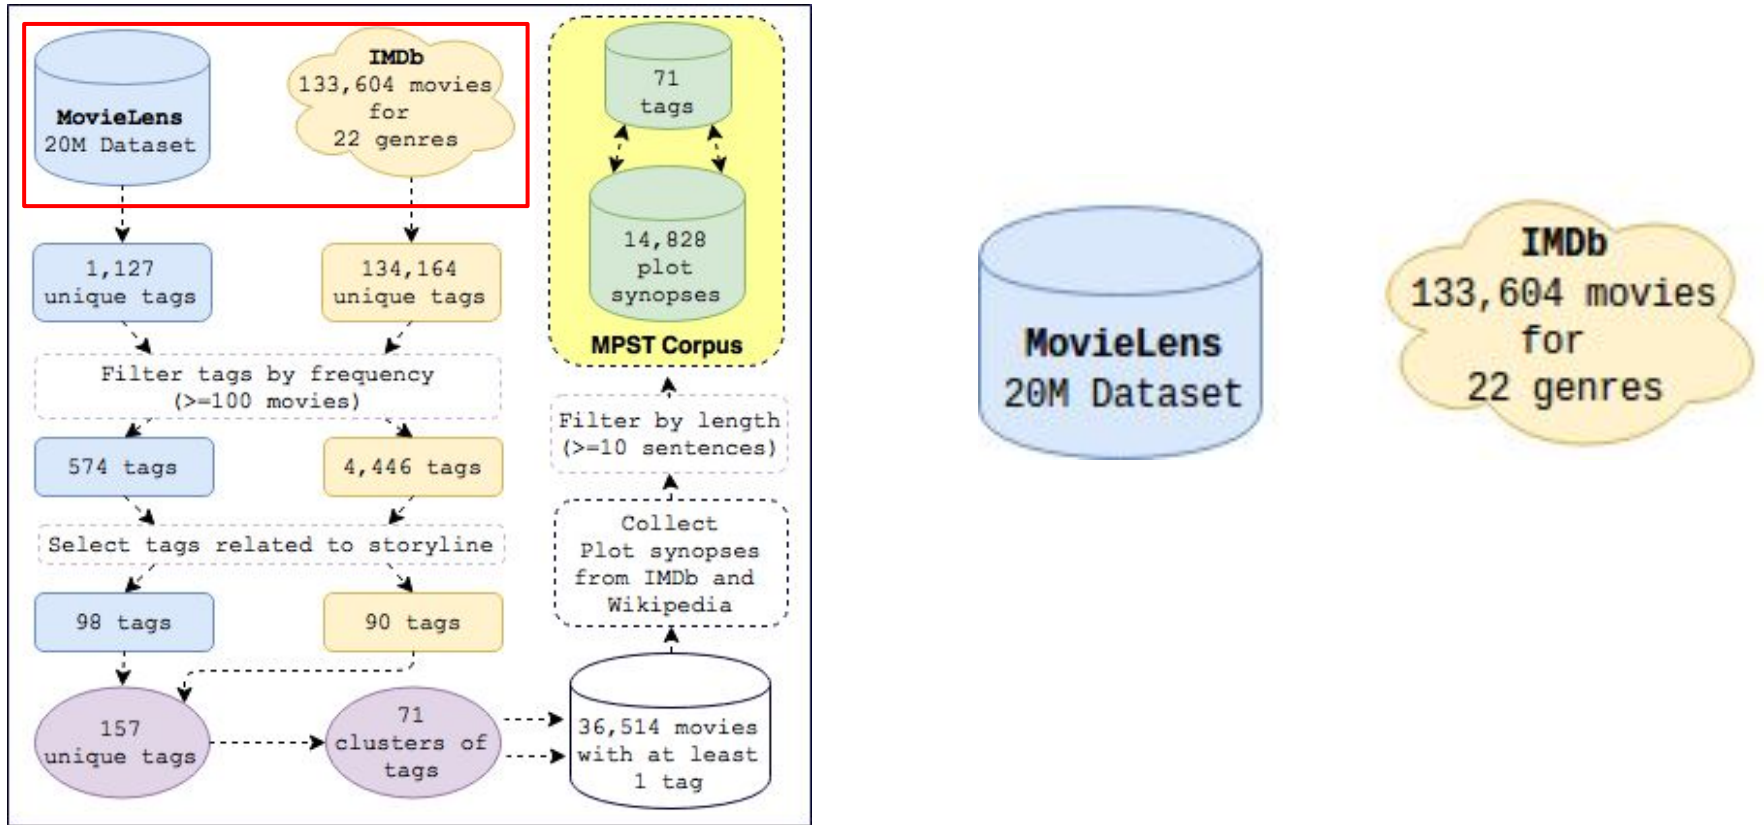 MovieLens
20M Dataset
IMDb
133,604 movies
for
22 genres
1,127
unique tags
134,164
unique tags
Filter tags by frequency
(>=100 movies)
574 tags
4,446 tags
Select tags related to storyline
98 tags
90 tags
157
unique tags
71
clusters of
tags
36,514 movies
with at least
1 tag
Collect
Plot synopses
from IMDb and
Wikipedia
Filter by length
(>=10 sentences)
71
tags
14,828
plot
synopses
MPST Corpus
MovieLens
20M Dataset
IMDb
133,604 movies
for
22 genres